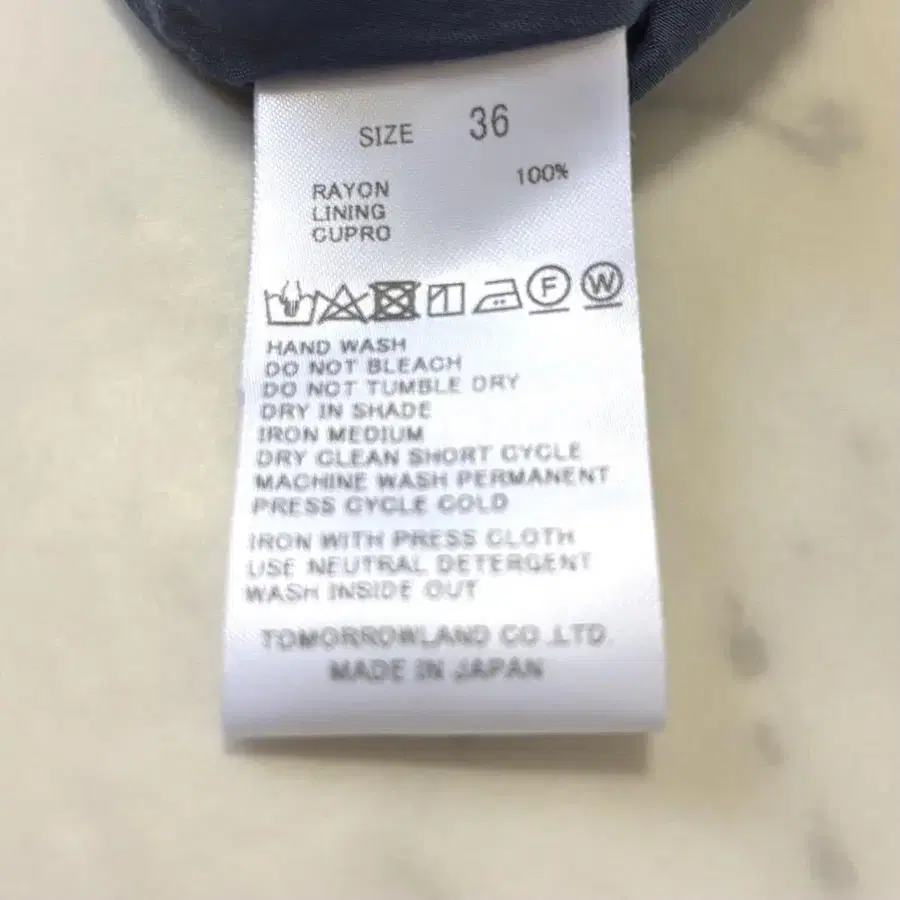 SIZE 36
100%
RAYON
LINING
CUPRO
F W
HAND WASH
DO NOT BLEACH
DO NOT TUMBLE DRY
DRY IN SHADE
IRON MEDIUM
DRY CLEAN SHORT CYCLE
MACHINE WASH PERMANENT
PRESS CYCLE COLD
IRON WITH PRESS CLOTH
USE NEUTRAL DETERGENT
WASH INSIDE OUT
TOMORROWLAND CO.,LTD.
MADE IN JAPAN